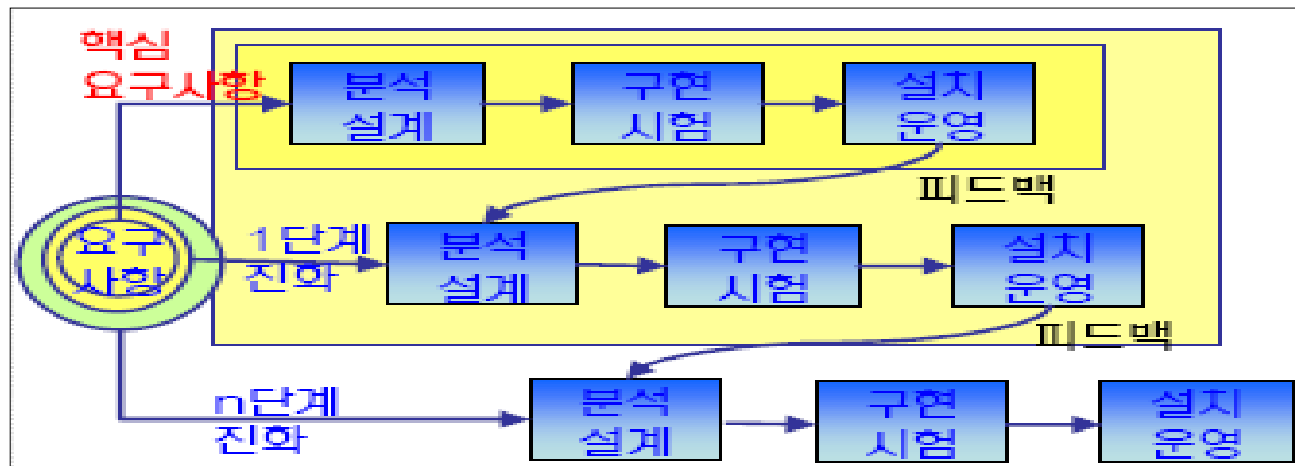 핵심
요구사항
분석
설계
구현
시험
설치
운영
피드백
요구
사항
1단계
진화
분석
설계
구현
시험
설치
운영
피드백
n단계
진화
분석
설계
구현
시험
설치
운영